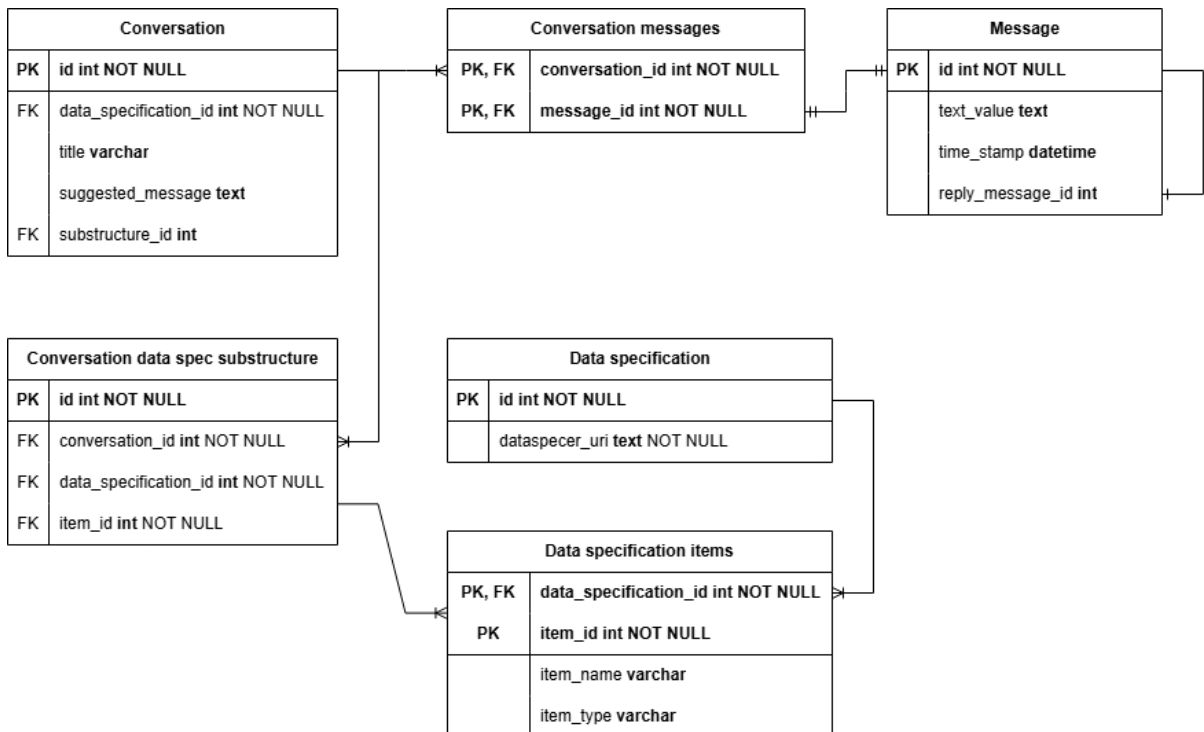 Conversation
PK id int NOT NULL
FK data_specification_id int NOT NULL
title varchar
suggested_message text
FK substructure_id int
Conversation messages
PK, FK conversation_id int NOT NULL
PK, FK message_id int NOT NULL
Message
PK id int NOT NULL
text_value text
time_stamp datetime
reply_message_id int
Conversation data spec substructure
PK id int NOT NULL
FK conversation_id int NOT NULL
FK data_specification_id int NOT NULL
FK item_id int NOT NULL
Data specification
PK id int NOT NULL
dataspecer_uri text NOT NULL
Data specification items
PK, FK data_specification_id int NOT NULL
PK item_id int NOT NULL
item_name varchar
item_type varchar